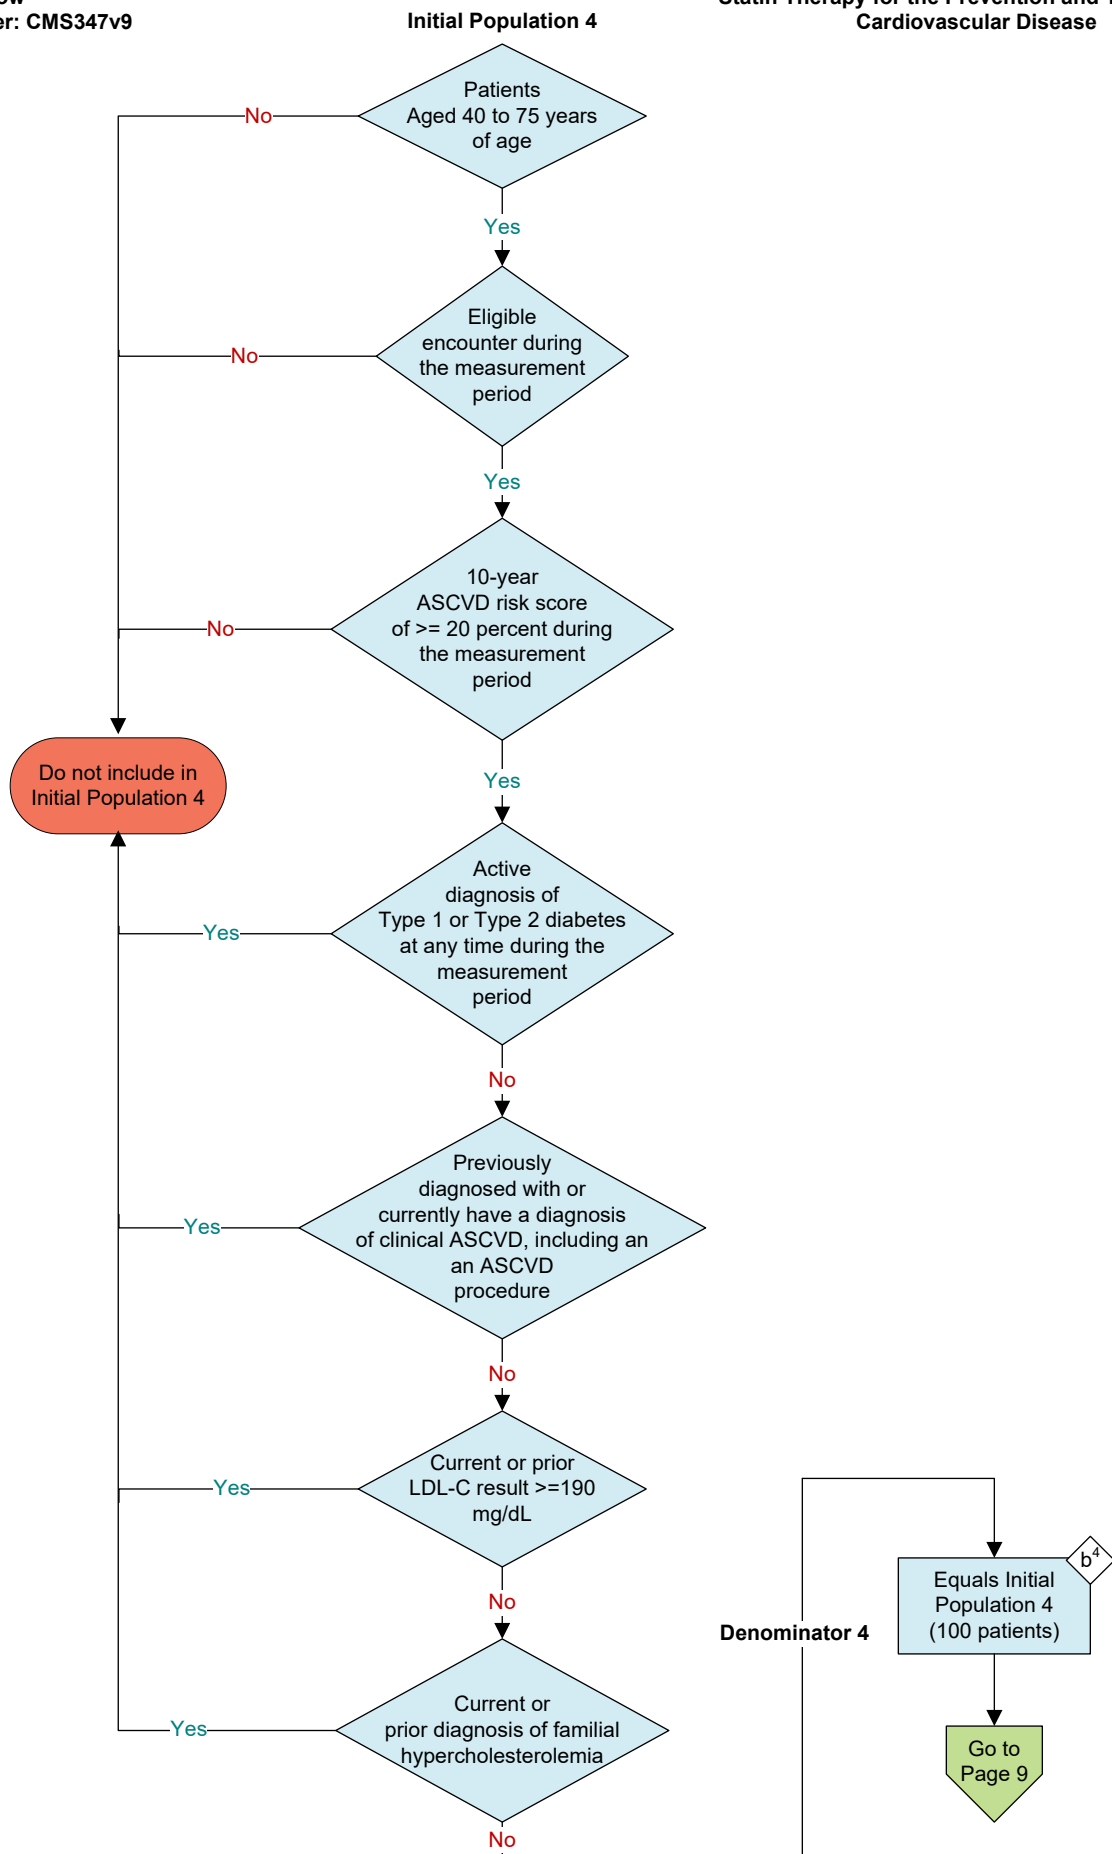 er: CMS347v9
Initial Population 4
Cardiovascular Disease
Patients
Aged 40 to 75 years
of age
No
Yes
Eligible
encounter during
the measurement
period
No
Yes
10-year
ASCVD risk score
of >= 20 percent during
the measurement
period
No
Yes
Do not include in
Initial Population 4
Active
diagnosis of
Type 1 or Type 2 diabetes
at any time during the
measurement
period
Yes
No
Previously
diagnosed with or
currently have a diagnosis
of clinical ASCVD, including an
an ASCVD
procedure
Yes
No
Current or prior
LDL-C result >=190
mg/dL
Yes
No
Current or
prior diagnosis of familial
hypercholesterolemia
Yes
No
Denominator 4
b⁴
Equals Initial
Population 4
(100 patients)
Go to
Page 9